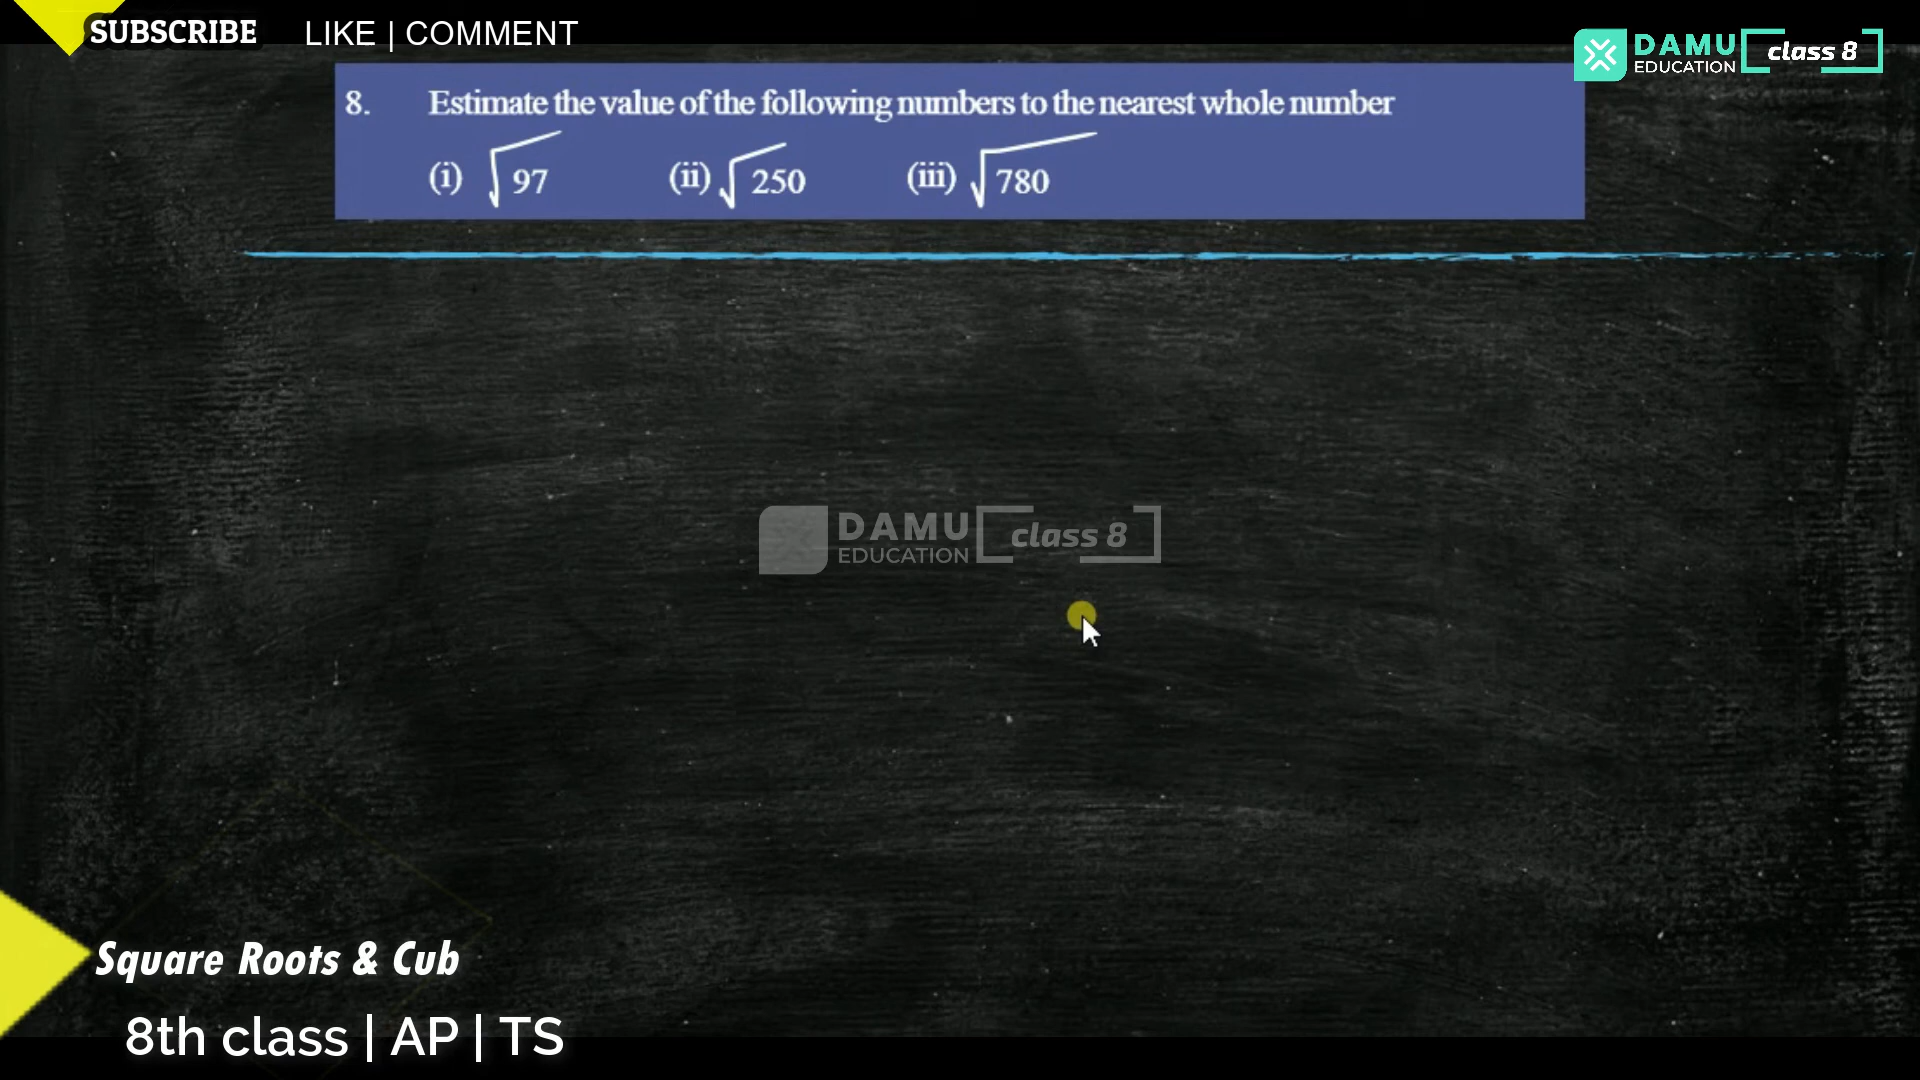 SUBSCRIBE LIKE | COMMENT
DAMU EDUCATION class 8
8. Estimate the value of the following numbers to the nearest whole number
(i) √97 (ii) √250 (iii) √780
DAMU EDUCATION class 8
Square Roots & Cub
8th class | AP | TS